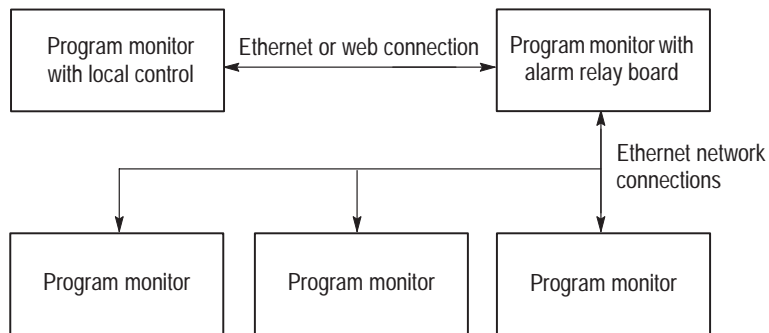 Program monitor
with local control
Ethernet or web connection
Program monitor with
alarm relay board
Ethernet network
connections
Program monitor
Program monitor
Program monitor